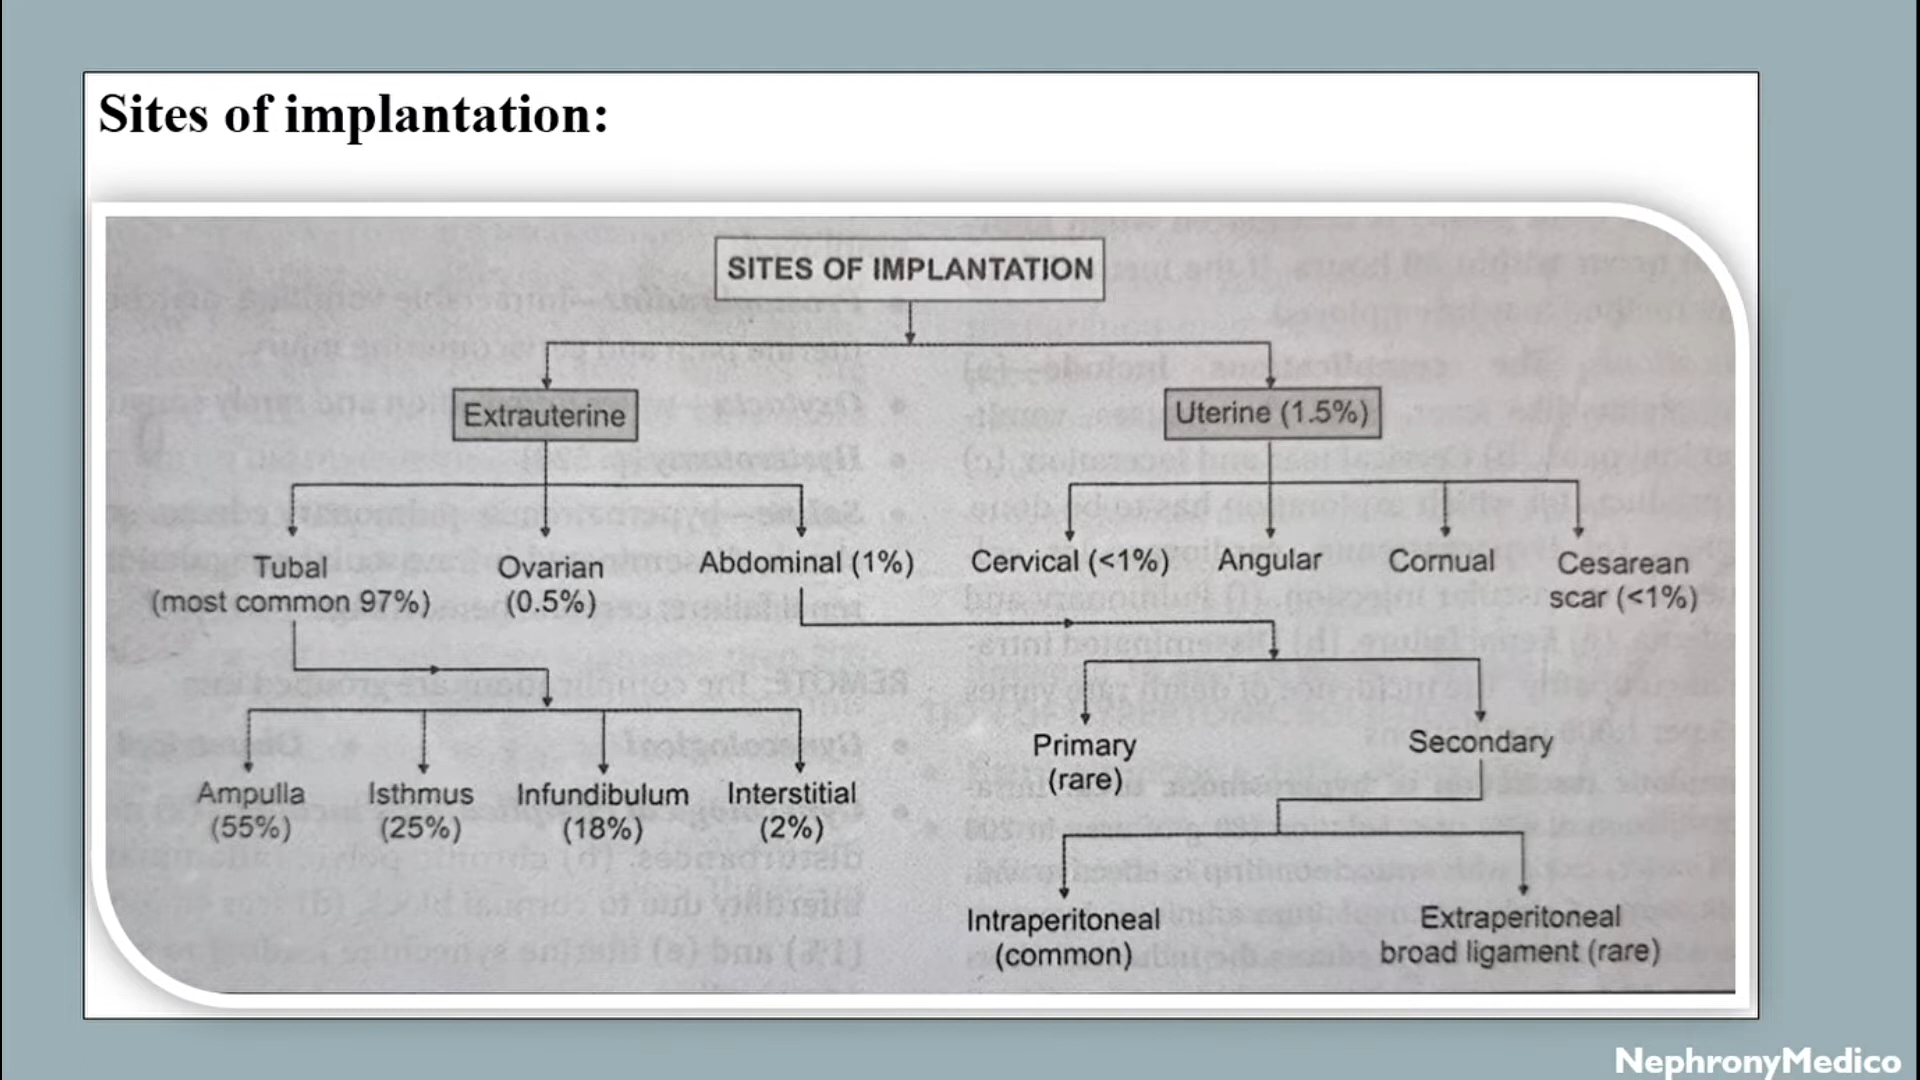 Sites of implantation:
SITES OF IMPLANTATION
Extrauterine
Uterine (1.5%)
Tubal
(most common 97%)
Ovarian
(0.5%)
Abdominal (1%)
Cervical (<1%)
Angular
Cornual
Cesarean
scar (<1%)
Ampulla
(55%)
Isthmus
(25%)
Infundibulum
(18%)
Interstitial
(2%)
Primary
(rare)
Secondary
Intraperitoneal
(common)
Extraperitoneal
broad ligament (rare)
NephronyMedico